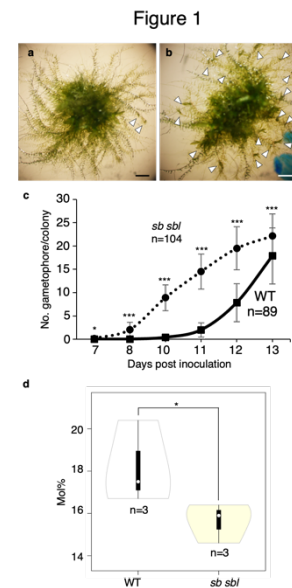 Figure 1
a
b
c
No. gametophore/colony
30
25
20
15
10
5
0
sb sbl
n=104
*
***
***
***
***
***
WT
n=89
7 8 10 11 12 13
Days post inoculation
d
Mol%
20
18
16
14
*
n=3
n=3
WT
sb sbl